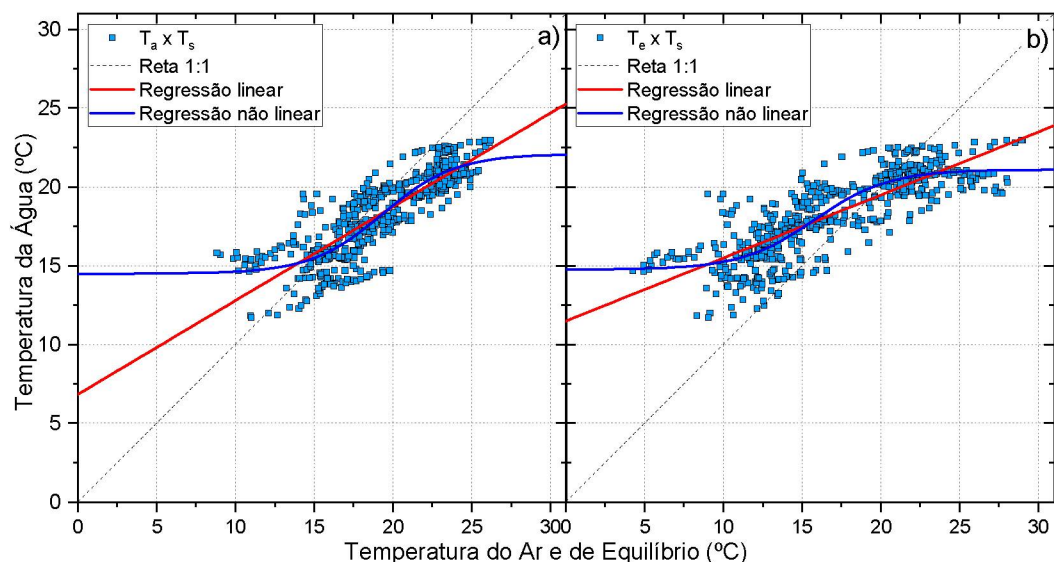 Temperatura da Água (ºC)
30
25
20
15
10
5
0
a)
Ta x Ts
Reta 1:1
Regressão linear
Regressão não linear
0 5 10 15 20 25 30
b)
Te x Ts
Reta 1:1
Regressão linear
Regressão não linear
5 10 15 20 25 30
Temperatura do Ar e de Equilíbrio (ºC)